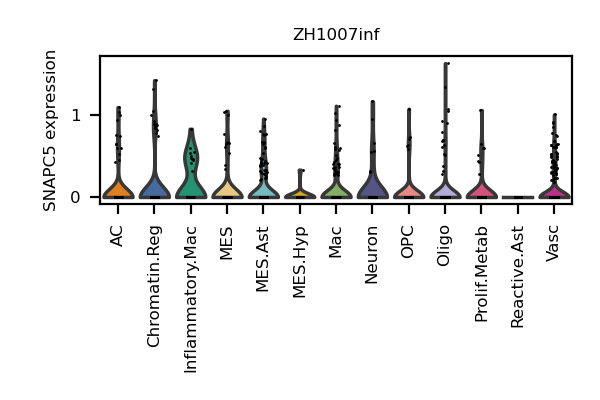 ZH1007inf
SNAPC5 expression
1
0
AC
Chromatin.Reg
Inflammatory.Mac
MES
MES.Ast
MES.Hyp
Mac
Neuron
OPC
Oligo
Prolif.Metab
Reactive.Ast
Vasc